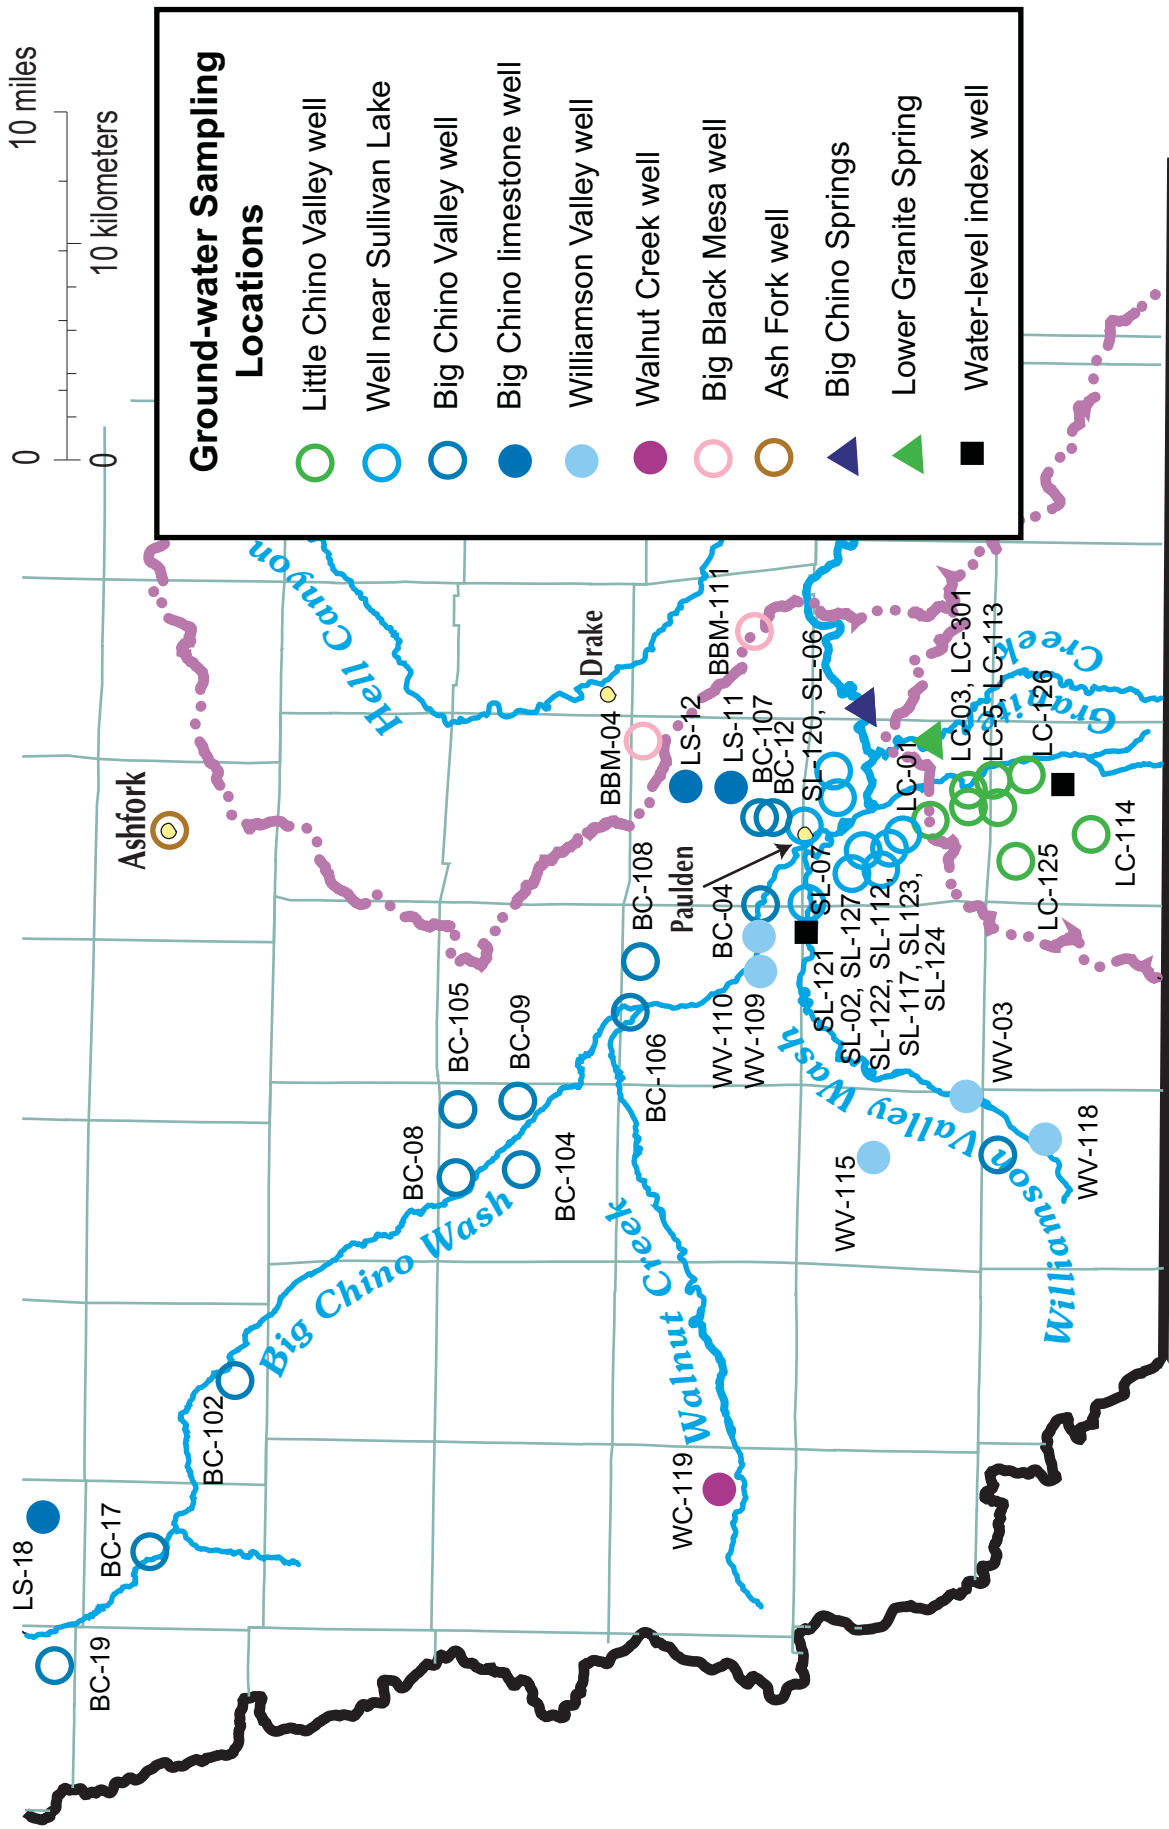 0
10 miles
0
10 kilometers
Ground-water Sampling
Locations
Little Chino Valley well
Well near Sullivan Lake
Big Chino Valley well
Big Chino limestone well
Williamson Valley well
Walnut Creek well
Big Black Mesa well
Ash Fork well
Big Chino Springs
Lower Granite Spring
Water-level index well
LS-18
BC-19
BC-17
BC-102
Big Chino Wash
BC-08
BC-105
BC-09
BC-104
BC-106
BC-108
Walnut Creek
WC-119
Ashfork
Hell Canyon
Drake
BBM-04
BBM-111
LS-12
LS-11
BC-107
BC-12
Paulden
BC-04
WV-110
WV-109
SL-120, SL-06
SL-07
SL-121
SL-02, SL-127
SL-122, SL-112,
SL-117, SL123,
SL-124
Williamson Valley Wash
WV-115
WV-03
WV-118
LC-01
LC-03, LC-301
LC-5, LC-113
LC-126
LC-125
LC-114
Granite
Creek